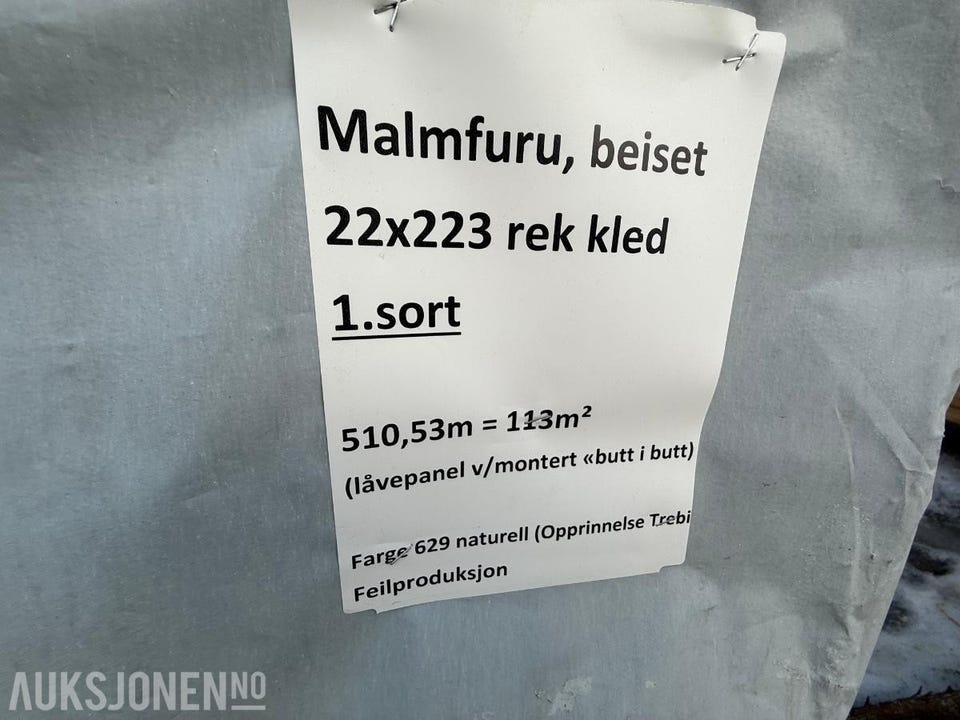 Malmfuru, beiset
22x223 rek kled
1.sort
510,53m = 113m²
(låvepanel v/montert «butt i butt)
Farge 629 naturell (Opprinnelse Trebi
Feilproduksjon
AUKSJONEN.NO